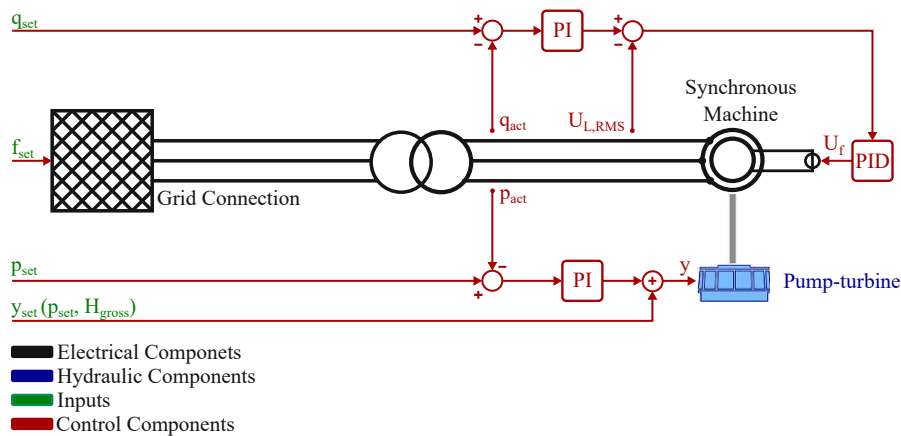 q_set
+
−
PI
+
−
Synchronous
Machine
q_act
U_L,RMS
f_set
U_f
PID
Grid Connection
p_act
p_set
−
+
PI
+
y
Pump-turbine
y_set (p_set, H_gross)
Electrical Componets
Hydraulic Components
Inputs
Control Components